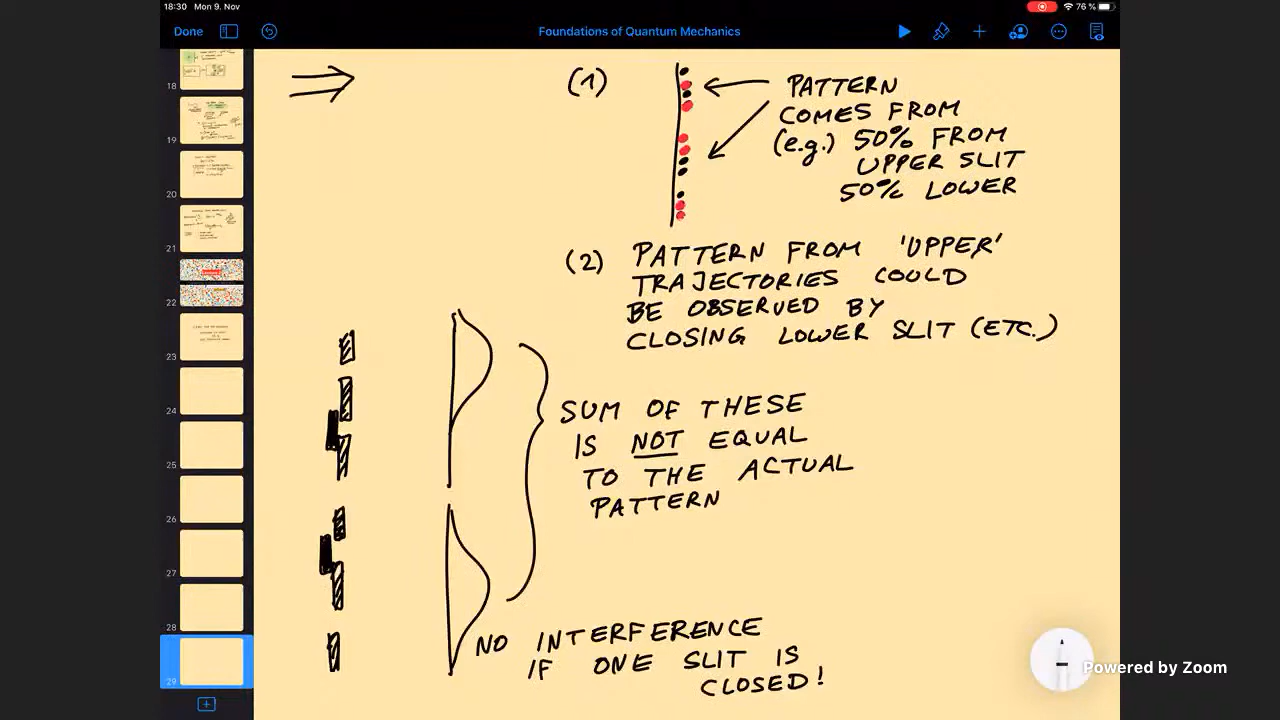 18:30 Mon 9. Nov
76 %
Done
Foundations of Quantum Mechanics
18
19
20
21
22
23
24
25
26
27
28
29
(1)
PATTERN
COMES FROM
(e.g.) 50% FROM
UPPER SLIT
50% LOWER
(2) PATTERN FROM 'UPPER'
TRAJECTORIES COULD
BE OBSERVED BY
CLOSING LOWER SLIT (ETC.)
SUM OF THESE
IS NOT EQUAL
TO THE ACTUAL
PATTERN
NO INTERFERENCE
IF ONE SLIT IS
CLOSED!
Powered by Zoom